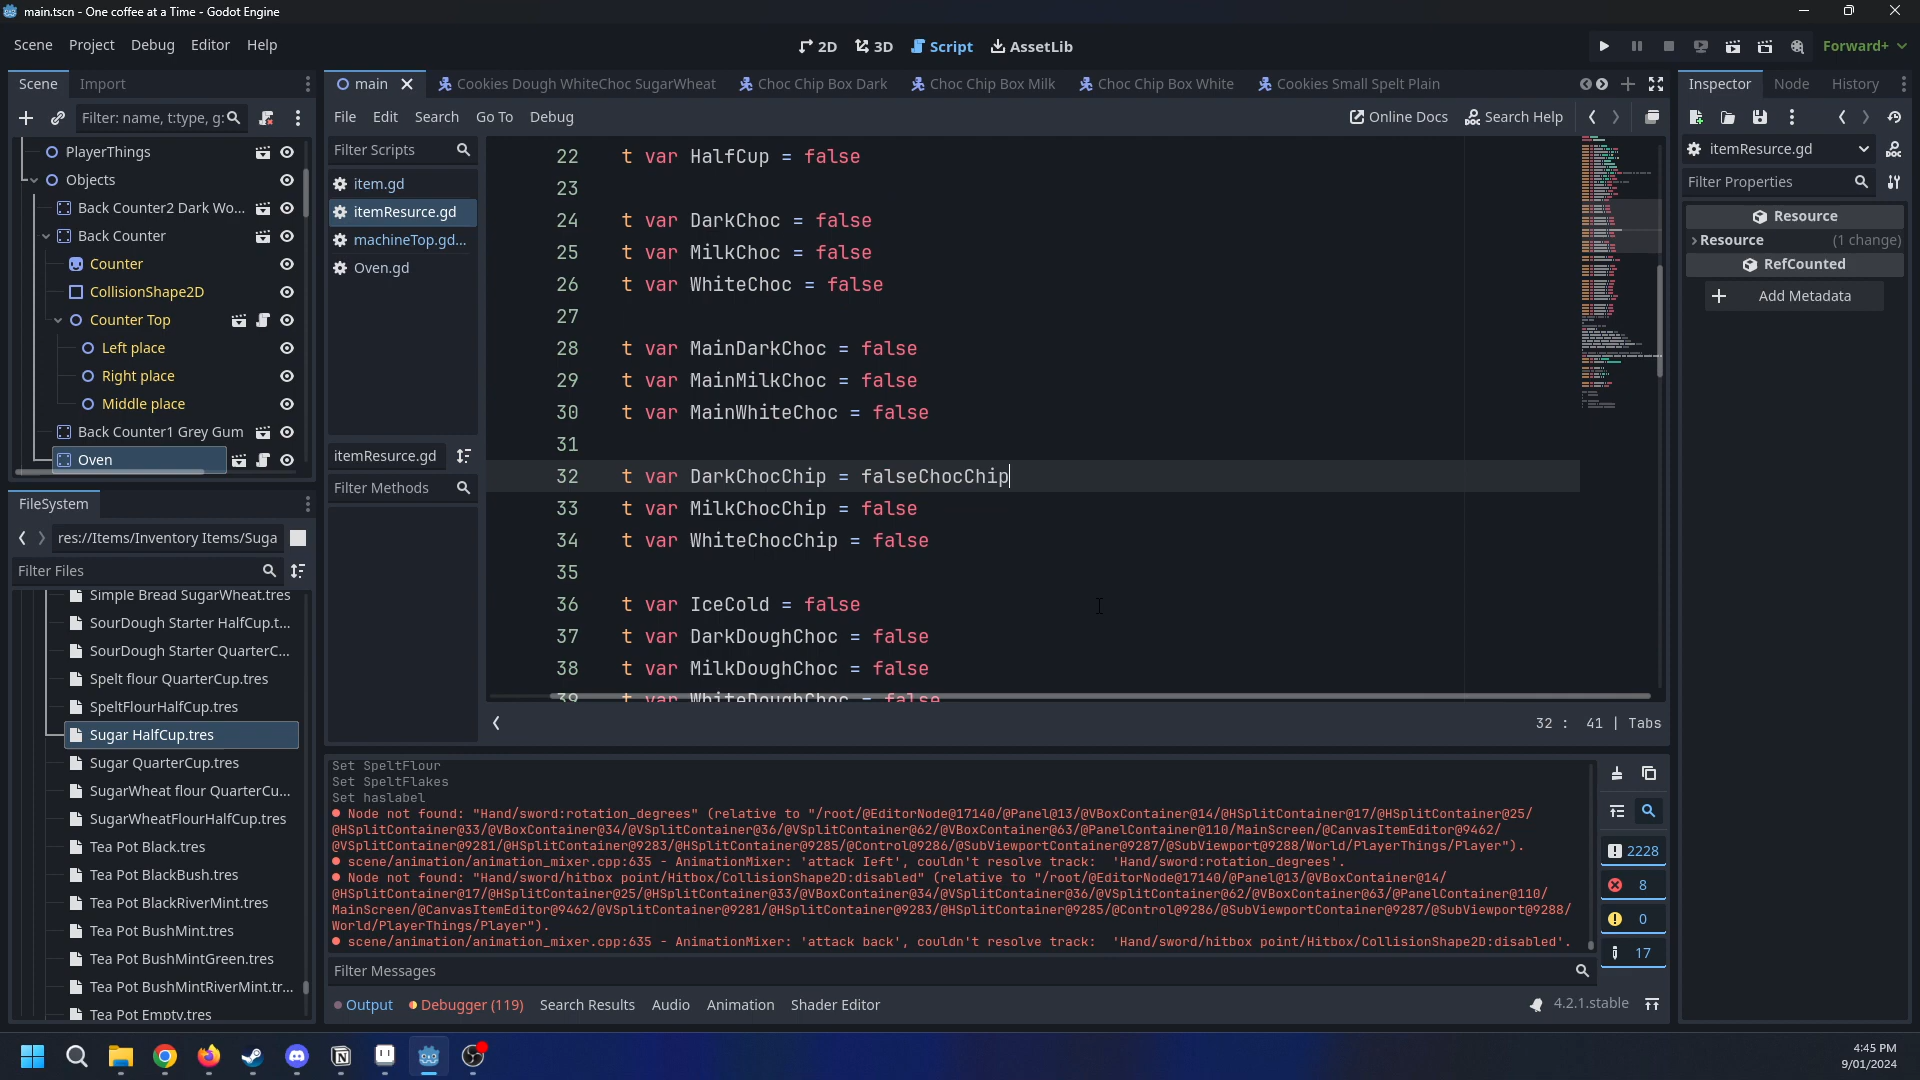 main.tscn - One coffee at a Time - Godot Engine
Scene Project Debug Editor Help
2D 3D Script AssetLib
Forward+
Scene Import
main Cookies Dough WhiteChoc SugarWheat Choc Chip Box Dark Choc Chip Box Milk Choc Chip Box White Cookies Small Spelt Plain
Inspector Node History
Filter: name, t:type, g:
File Edit Search Go To Debug
Online Docs Search Help
PlayerThings
Objects
Back Counter2 Dark Wo...
Back Counter
Counter
CollisionShape2D
Counter Top
Left place
Right place
Middle place
Back Counter1 Grey Gum
Oven
Filter Scripts
item.gd
itemResurce.gd
machineTop.gd...
Oven.gd
itemResurce.gd
Filter Methods
22 t var HalfCup = false
23
24 t var DarkChoc = false
25 t var MilkChoc = false
26 t var WhiteChoc = false
27
28 t var MainDarkChoc = false
29 t var MainMilkChoc = false
30 t var MainWhiteChoc = false
31
32 t var DarkChocChip = falseChocChip
33 t var MilkChocChip = false
34 t var WhiteChocChip = false
35
36 t var IceCold = false
37 t var DarkDoughChoc = false
38 t var MilkDoughChoc = false
39 t var WhiteDoughChoc = false
32 : 41 | Tabs
itemResurce.gd
Filter Properties
Resource
Resource (1 change)
RefCounted
Add Metadata
FileSystem
res://Items/Inventory Items/Suga
Filter Files
Simple Bread SugarWheat.tres
SourDough Starter HalfCup.t...
SourDough Starter QuarterC...
Spelt flour QuarterCup.tres
SpeltFlourHalfCup.tres
Sugar HalfCup.tres
Sugar QuarterCup.tres
SugarWheat flour QuarterCu...
SugarWheatFlourHalfCup.tres
Tea Pot Black.tres
Tea Pot BlackBush.tres
Tea Pot BlackRiverMint.tres
Tea Pot BushMint.tres
Tea Pot BushMintGreen.tres
Tea Pot BushMintRiverMint.tr...
Tea Pot Empty.tres
Set SpeltFlour
Set SpeltFlakes
Set haslabel
Node not found: "Hand/sword:rotation_degrees" (relative to "/root/@EditorNode@17140/@Panel@13/@VBoxContainer@14/@HSplitContainer@17/@HSplitContainer@25/
@HSplitContainer@33/@VBoxContainer@34/@VSplitContainer@36/@VSplitContainer@62/@VBoxContainer@63/@PanelContainer@110/MainScreen/@CanvasItemEditor@9462/
@VSplitContainer@9281/@HSplitContainer@9283/@HSplitContainer@9285/@Control@9286/@SubViewportContainer@9287/@SubViewport@9288/World/PlayerThings/Player").
scene/animation/animation_mixer.cpp:635 - AnimationMixer: 'attack left', couldn't resolve track: 'Hand/sword:rotation_degrees'.
Node not found: "Hand/sword/hitbox point/Hitbox/CollisionShape2D:disabled" (relative to "/root/@EditorNode@17140/@Panel@13/@VBoxContainer@14/
@HSplitContainer@17/@HSplitContainer@25/@HSplitContainer@33/@VBoxContainer@34/@VSplitContainer@36/@VSplitContainer@62/@VBoxContainer@63/@PanelContainer@110/
MainScreen/@CanvasItemEditor@9462/@VSplitContainer@9281/@HSplitContainer@9283/@HSplitContainer@9285/@Control@9286/@SubViewportContainer@9287/@SubViewport@9288/
World/PlayerThings/Player").
scene/animation/animation_mixer.cpp:635 - AnimationMixer: 'attack back', couldn't resolve track: 'Hand/sword/hitbox point/Hitbox/CollisionShape2D:disabled'.
2228
8
0
17
Filter Messages
Output Debugger (119) Search Results Audio Animation Shader Editor
4.2.1.stable
4:45 PM
9/01/2024